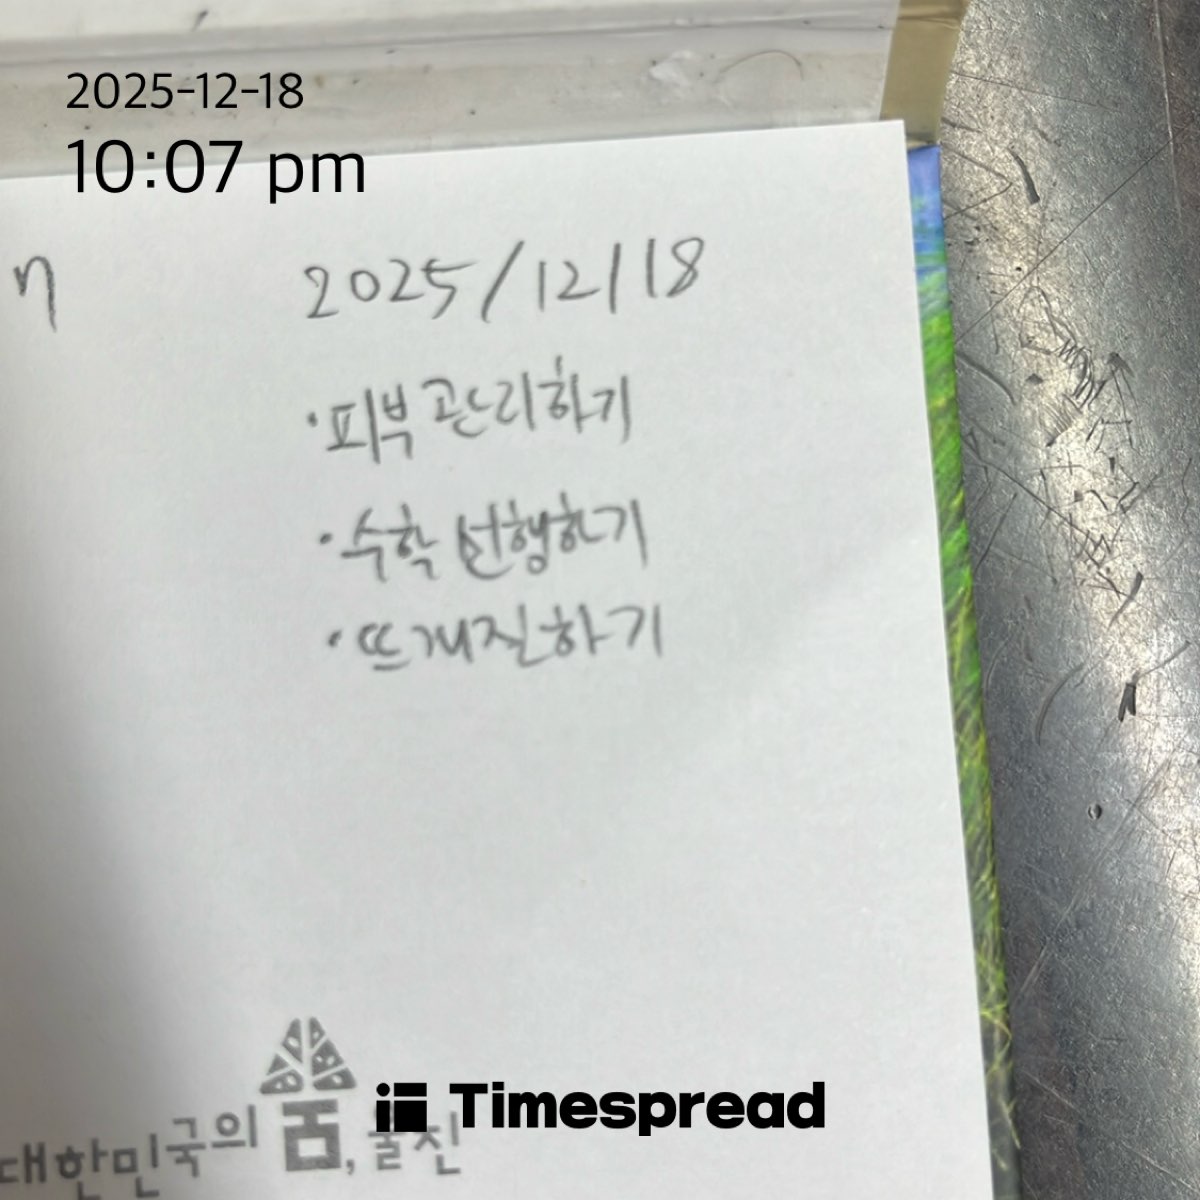 2025-12-18
10:07 pm
2025/12/18
·피부관리하기
·수학 선행하기
·뜨개질하기
Timespread
대한민국의 꿈, 울진